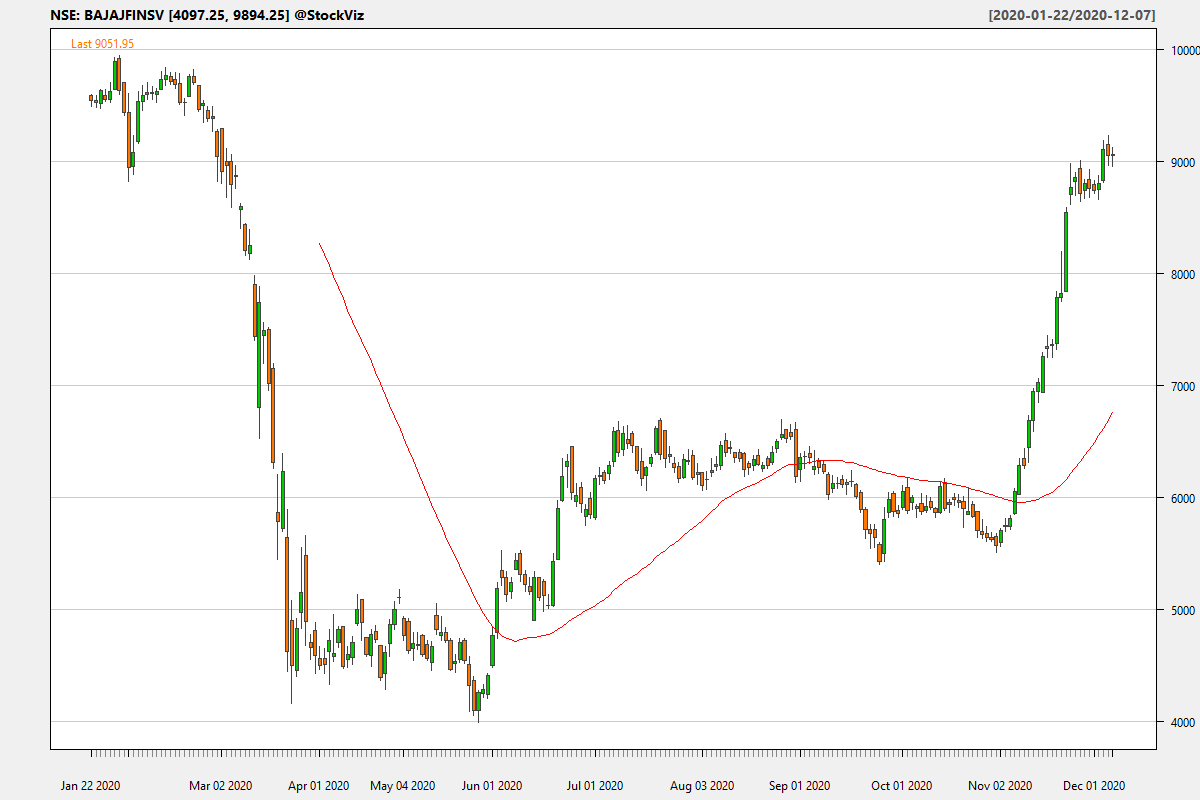 NSE: BAJAJFINSV [4097.25, 9894.25] @StockViz
[2020-01-22/2020-12-07]
Last 9051.95
10000
9000
8000
7000
6000
5000
4000
Jan 22 2020 Mar 02 2020 Apr 01 2020 May 04 2020 Jun 01 2020 Jul 01 2020 Aug 03 2020 Sep 01 2020 Oct 01 2020 Nov 02 2020 Dec 01 2020